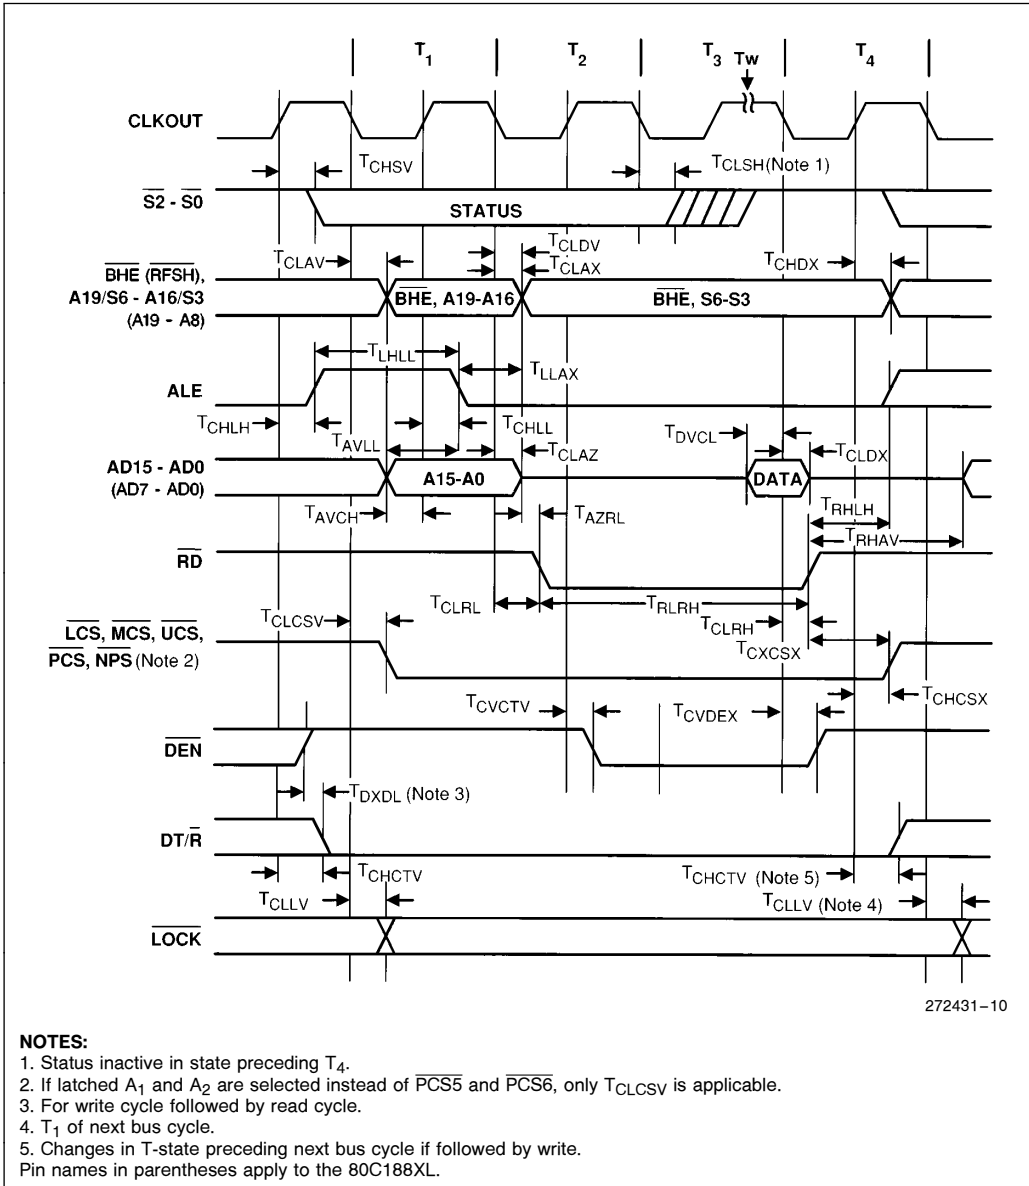 T1 T2 T3 TW T4
CLKOUT
TCHSV TCLSH (Note 1)
S2 - S0 STATUS
TCLDV
TCLAV TCLAX TCHDX
BHE (RFSH),
A19/S6 - A16/S3 BHE, A19-A16 BHE, S6-S3
(A19 - A8)
TLHLL
TLLAX
ALE
TCHLH TCHLL
TAVLL TDVCL
TCLAZ TCLDX
AD15 - AD0
(AD7 - AD0) A15-A0 DATA
TAVCH TAZRL TRHLH
TRHAV
RD
TCLRL TRLRH
TCLCSV TCLRH
LCS, MCS, UCS,
PCS, NPS (Note 2) TCXCSX
TCHCSX
TCVCTV TCVDEX
DEN
TDXDL (Note 3)
DT/R
TCHCTV TCHCTV (Note 5)
TCLLV TCLLV (Note 4)
LOCK
272431-10
NOTES:
1. Status inactive in state preceding T4.
2. If latched A1 and A2 are selected instead of PCS5 and PCS6, only TCLCSV is applicable.
3. For write cycle followed by read cycle.
4. T1 of next bus cycle.
5. Changes in T-state preceding next bus cycle if followed by write.
Pin names in parentheses apply to the 80C188XL.